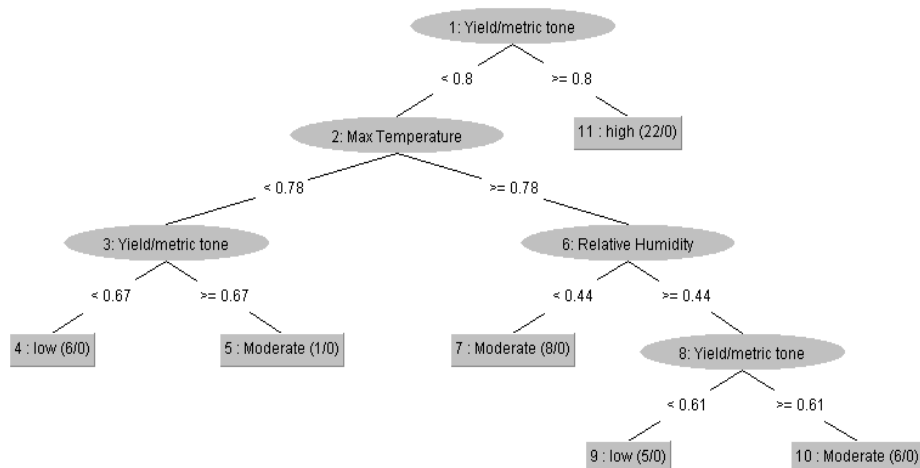 1: Yield/metric tone
< 0.8
>= 0.8
2: Max Temperature
11 : high (22/0)
< 0.78
>= 0.78
3: Yield/metric tone
6: Relative Humidity
< 0.67
>= 0.67
< 0.44
>= 0.44
4 : low (6/0)
5 : Moderate (1/0)
7 : Moderate (8/0)
8: Yield/metric tone
< 0.61
>= 0.61
9 : low (5/0)
10 : Moderate (6/0)